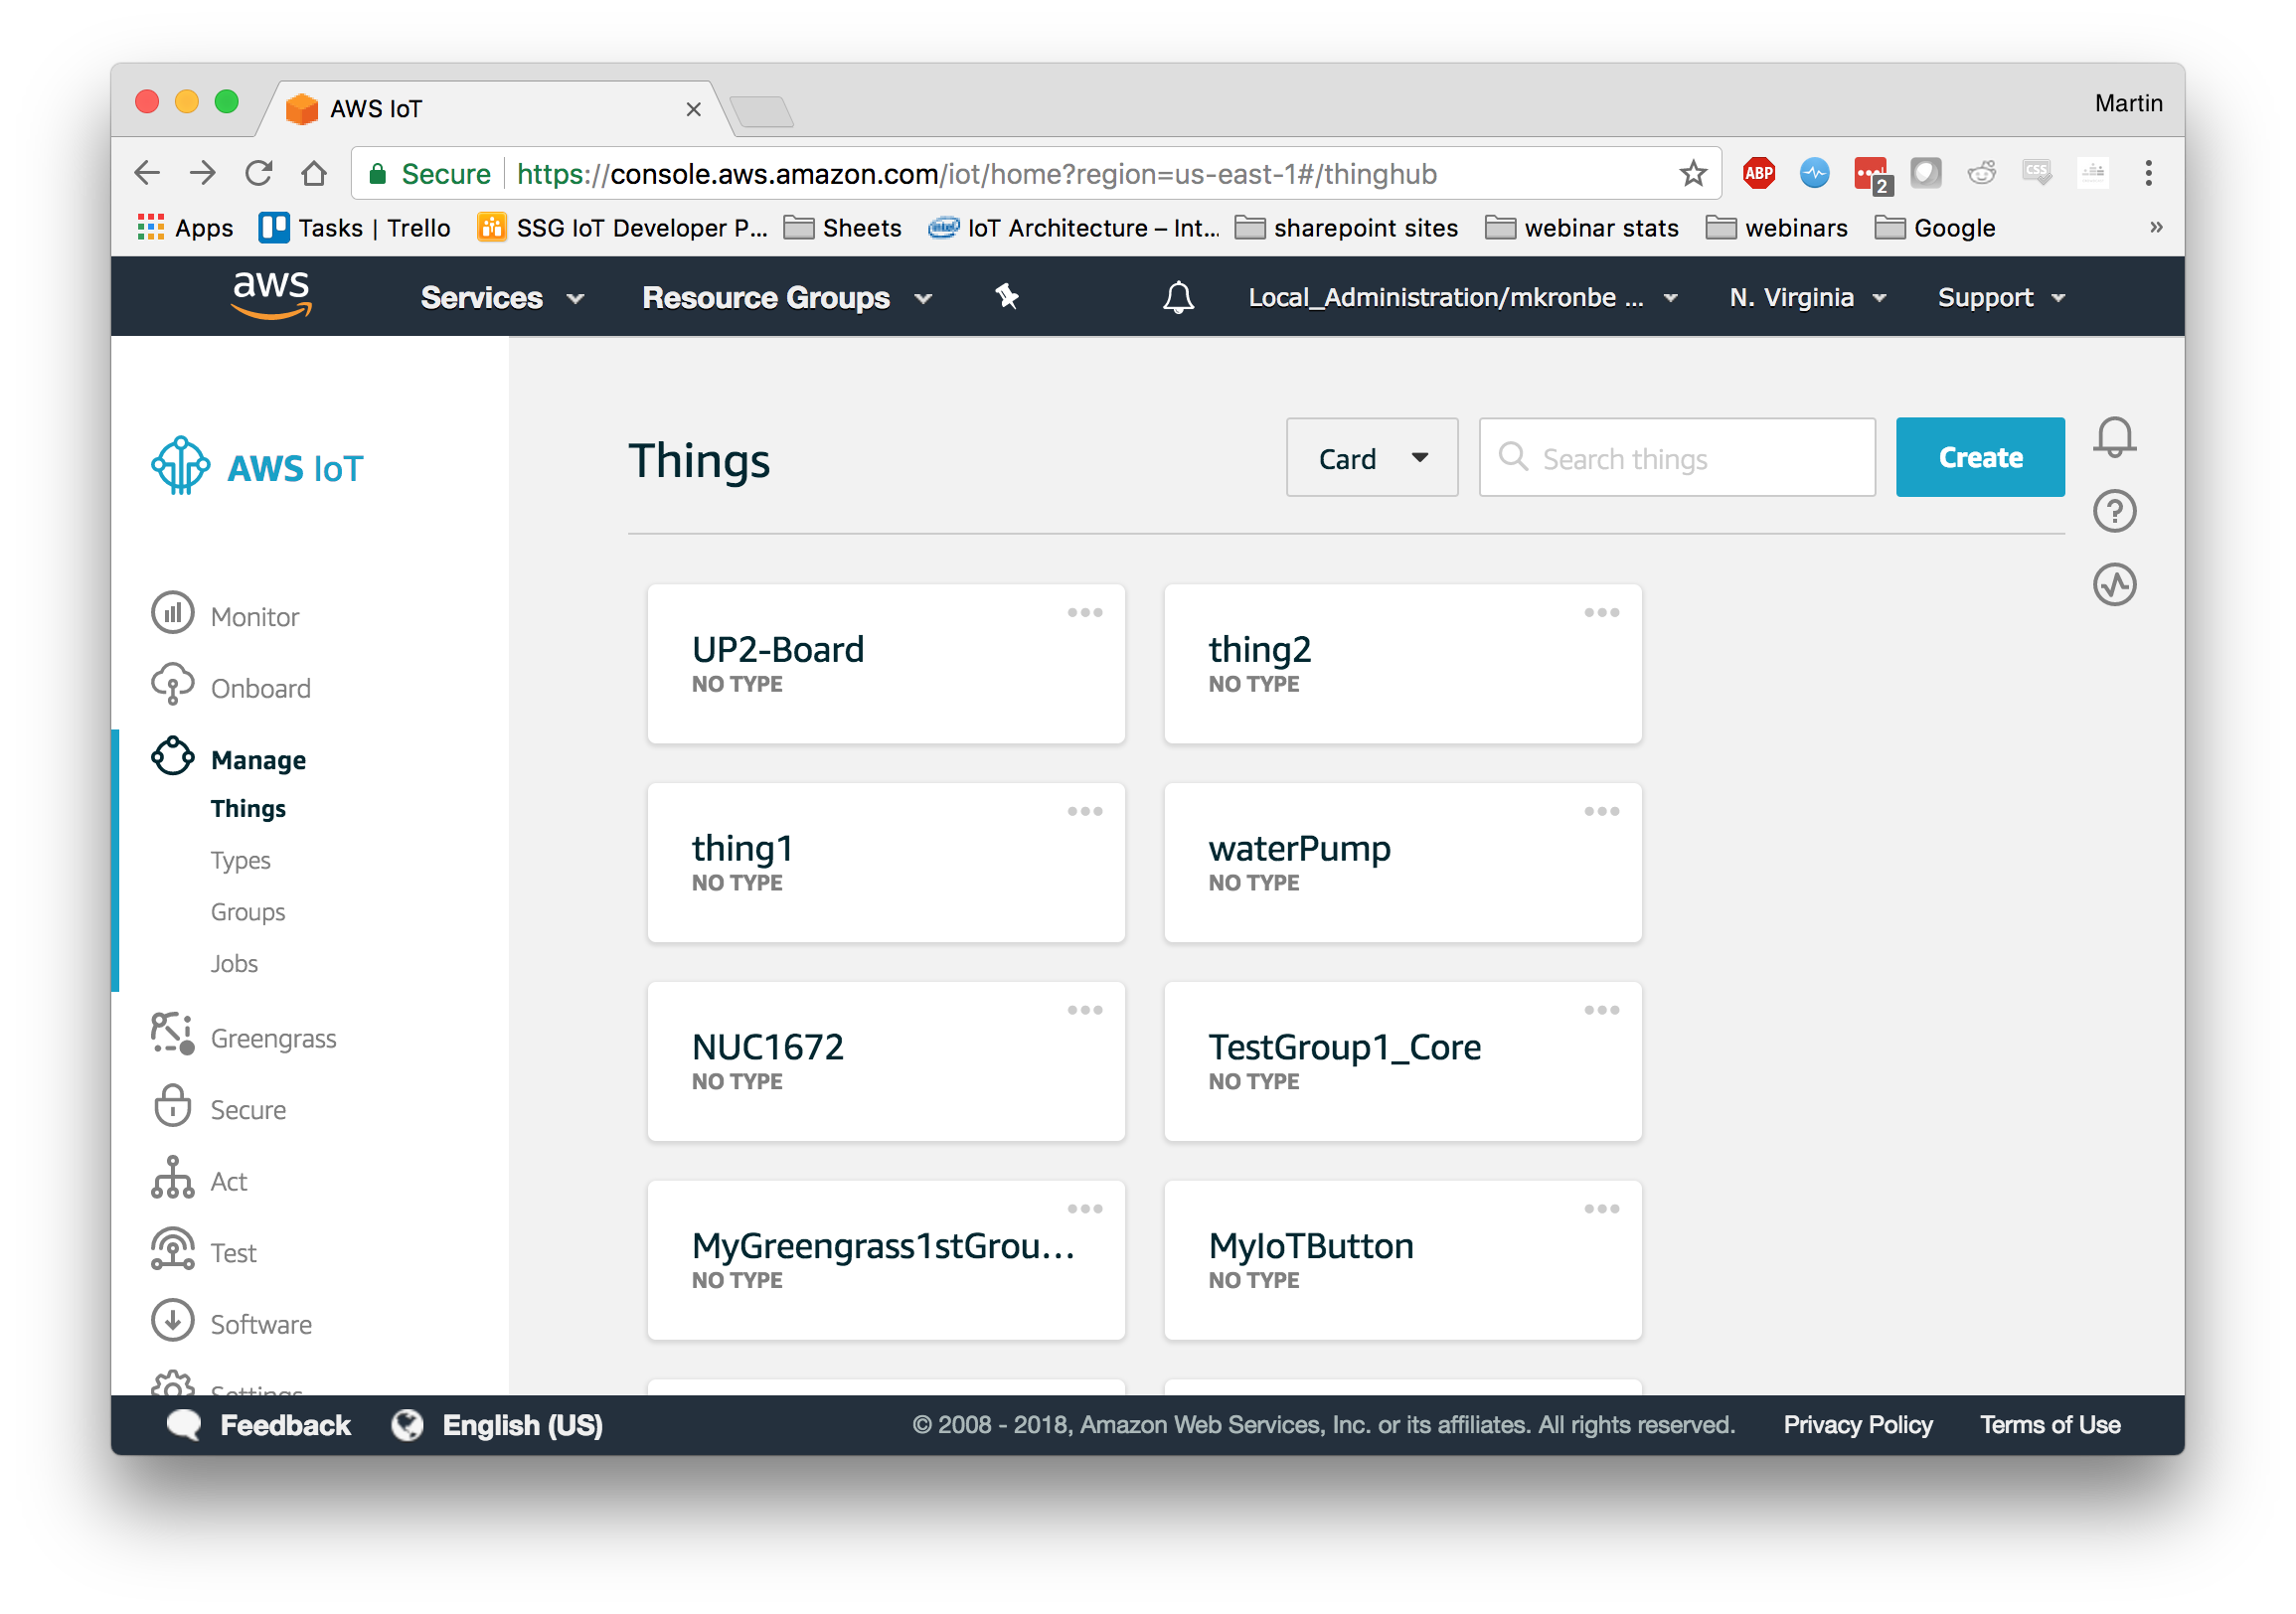 AWS IoT
Martin
Secure https://console.aws.amazon.com/iot/home?region=us-east-1#/thinghub
ABP
2
CSS
Apps Tasks | Trello SSG IoT Developer P... Sheets IoT Architecture – Int... sharepoint sites webinar stats webinars Google »
aws Services Resource Groups Local_Administration/mkronbe ... N. Virginia Support
AWS IoT
Monitor
Onboard
Manage
Things
Types
Groups
Jobs
Greengrass
Secure
Act
Test
Software
Settings
Things
Card
Search things
Create
UP2-Board
NO TYPE
thing2
NO TYPE
thing1
NO TYPE
waterPump
NO TYPE
NUC1672
NO TYPE
TestGroup1_Core
NO TYPE
MyGreengrass1stGrou...
NO TYPE
MyIoTButton
NO TYPE
Feedback English (US) © 2008 - 2018, Amazon Web Services, Inc. or its affiliates. All rights reserved. Privacy Policy Terms of Use